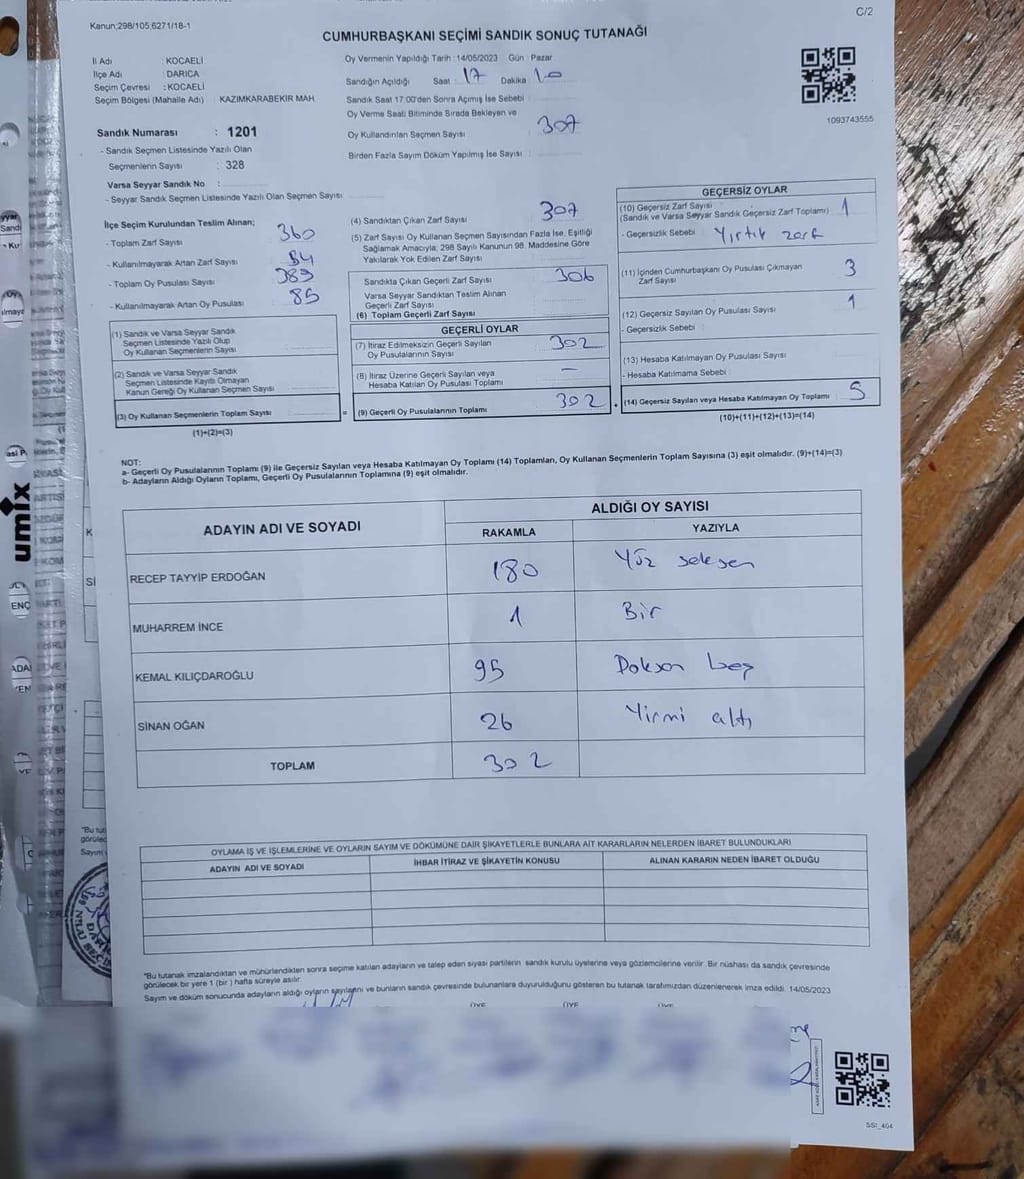 C/2
Kanun:298/105,6271/18-1
CUMHURBAŞKANI SEÇİMİ SANDIK SONUÇ TUTANAĞI
İl Adı : KOCAELİ
İlçe Adı : DARICA
Seçim Çevresi : KOCAELİ
Seçim Bölgesi (Mahalle Adı) : KAZIMKARABEKIR MAH.
Sandık Numarası : 1201
- Sandık Seçmen Listesinde Yazılı Olan
Seçmenlerin Sayısı : 328
Varsa Seyyar Sandık No :
- Seyyar Sandık Seçmen Listesinde Yazılı Olan Seçmen Sayısı
Oy Vermenin Yapıldığı Tarih :14/05/2023 Gün : Pazar
Sandığın Açıldığı Saat : 17 Dakika : 10
Sandık Saat 17.00'den Sonra Açımış İse Sebebi :
Oy Verme Saati Bitiminde Sırada Bekleyen ve
Oy Kullandırılan Seçmen Sayısı : 307
Birden Fazla Sayım Döküm Yapılmış İse Sayısı :
1093743555
İlçe Seçim Kurulundan Teslim Alınan;
- Toplam Zarf Sayısı 360
- Kullanılmayarak Artan Zarf Sayısı 54
- Toplam Oy Pusulası Sayısı 389
- Kullanılmayarak Artan Oy Pusulası 85
(1) Sandık ve Varsa Seyyar Sandık
Seçmen Listesinde Yazılı Olup
Oy Kullanan Seçmenlerin Sayısı
(2) Sandık ve Varsa Seyyar Sandık
Seçmen Listesinde Kayıtlı Olmayan
Kanun Gereği Oy Kullanan Seçmen Sayısı
(3) Oy Kullanan Seçmenlerin Toplam Sayısı
(1)+(2)=(3)
=
(4) Sandıktan Çıkan Zarf Sayısı 307
(5) Zarf Sayısı Oy Kullanan Seçmen Sayısından Fazla İse, Eşitliği
Sağlamak Amacıyla, 298 Sayılı Kanunun 98. Maddesine Göre
Yakılarak Yok Edilen Zarf Sayısı
Sandıkta Çıkan Geçerli Zarf Sayısı 306
Varsa Seyyar Sandıktan Teslim Alınan
Geçerli Zarf Sayısı
(6) Toplam Geçerli Zarf Sayısı
GEÇERLİ OYLAR
(7) İtiraz Edilmeksizin Geçerli Sayılan
Oy Pusulalarının Sayısı 302
(8) İtiraz Üzerine Geçerli Sayılan veya
Hesaba Katılan Oy Pusulası Toplamı –
(9) Geçerli Oy Pusulalarının Toplamı 302
+
GEÇERSİZ OYLAR
(10) Geçersiz Zarf Sayısı
(Sandık ve Varsa Seyyar Sandık Geçersiz Zarf Toplamı) 1
- Geçersizlik Sebebi : Yırtık zarf
(11) İçinden Cumhurbaşkanı Oy Pusulası Çıkmayan
Zarf Sayısı 3
(12) Geçersiz Sayılan Oy Pusulası Sayısı 1
- Geçersizlik Sebebi :
(13) Hesaba Katılmayan Oy Pusulası Sayısı
- Hesaba Katılmama Sebebi :
(14) Geçersiz Sayılan veya Hesaba Katılmayan Oy Toplamı 5
(10)+(11)+(12)+(13)=(14)
NOT:
a- Geçerli Oy Pusulalarının Toplamı (9) ile Geçersiz Sayılan veya Hesaba Katılmayan Oy Toplamı (14) Toplamları, Oy Kullanan Seçmenlerin Toplam Sayısına (3) eşit olmalıdır. (9)+(14)=(3)
b- Adayların Aldığı Oyların Toplamı, Geçerli Oy Pusulalarının Toplamına (9) eşit olmalıdır.
ADAYIN ADI VE SOYADI ALDIĞI OY SAYISI
RAKAMLA YAZIYLA
RECEP TAYYİP ERDOĞAN 180 Yüz seksen
MUHARREM İNCE 1 Bir
KEMAL KILIÇDAROĞLU 95 Doksan beş
SİNAN OĞAN 26 Yirmi altı
TOPLAM 302
OYLAMA İŞ VE İŞLEMLERİNE VE OYLARIN SAYIM VE DÖKÜMÜNE DAİR ŞİKAYETLERLE BUNLARA AİT KARARLARIN NELERDEN İBARET BULUNDUKLARI
ADAYIN ADI VE SOYADI İHBAR İTİRAZ VE ŞİKAYETİN KONUSU ALINAN KARARIN NEDEN İBARET OLDUĞU
"Bu tutanak imzalandıktan ve mühürlendikten sonra seçime katılan adayların ve talep eden siyasi partilerin sandık kurulu üyelerine veya gözlemcilerine verilir. Bir nüshası da sandık çevresinde
görülecek bir yere 1 (bir ) hafta süreyle asılır.
Sayım ve döküm sonucunda adayların aldığı oyların sayılarını ve bunların sandık çevresinde bulunanlara duyurulduğunu gösteren bu tutanak tarafımızdan düzenlenerek imza edildi. 14/05/2023
ÜYE ÜYE ÜYE
SSI_404
umix